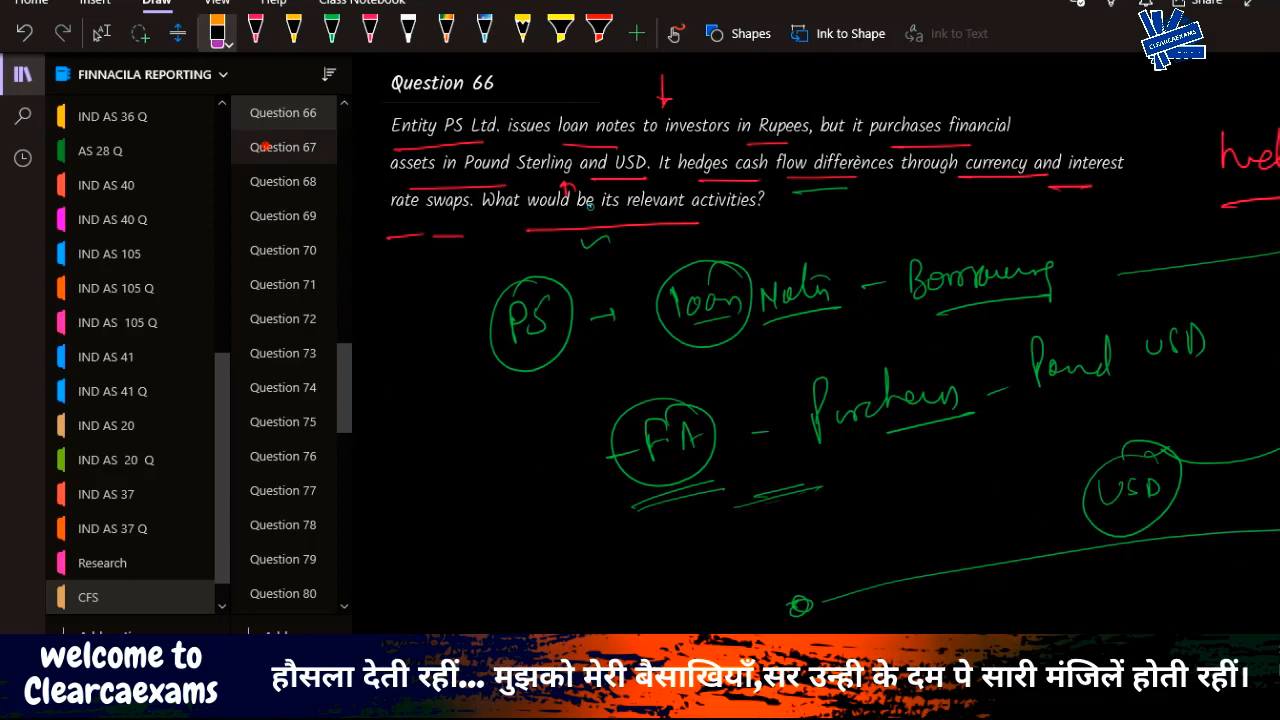 Insert
Draw
View
Help
Class Notebook
Share
Shapes
Ink to Shape
Ink to Text
CLEARCAEXAMS
FINNACILA REPORTING
IND AS 36 Q
AS 28 Q
IND AS 40
IND AS 40 Q
IND AS 105
IND AS 105 Q
IND AS 105 Q
IND AS 41
IND AS 41 Q
IND AS 20
IND AS 20 Q
IND AS 37
IND AS 37 Q
Research
CFS
Question 66
Question 67
Question 68
Question 69
Question 70
Question 71
Question 72
Question 73
Question 74
Question 75
Question 76
Question 77
Question 78
Question 79
Question 80
Question 66
Entity PS Ltd. issues loan notes to investors in Rupees, but it purchases financial
assets in Pound Sterling and USD. It hedges cash flow differences through currency and interest
rate swaps. What would be its relevant activities?
PS → loan Notes – Borrowing
FA – Purchases – Pound USD
USD
welcome to
Clearcaexams
हौसला देती रहीं... मुझको मेरी बैसाखियाँ,सर उन्ही के दम पे सारी मंजिलें होती रहीं।